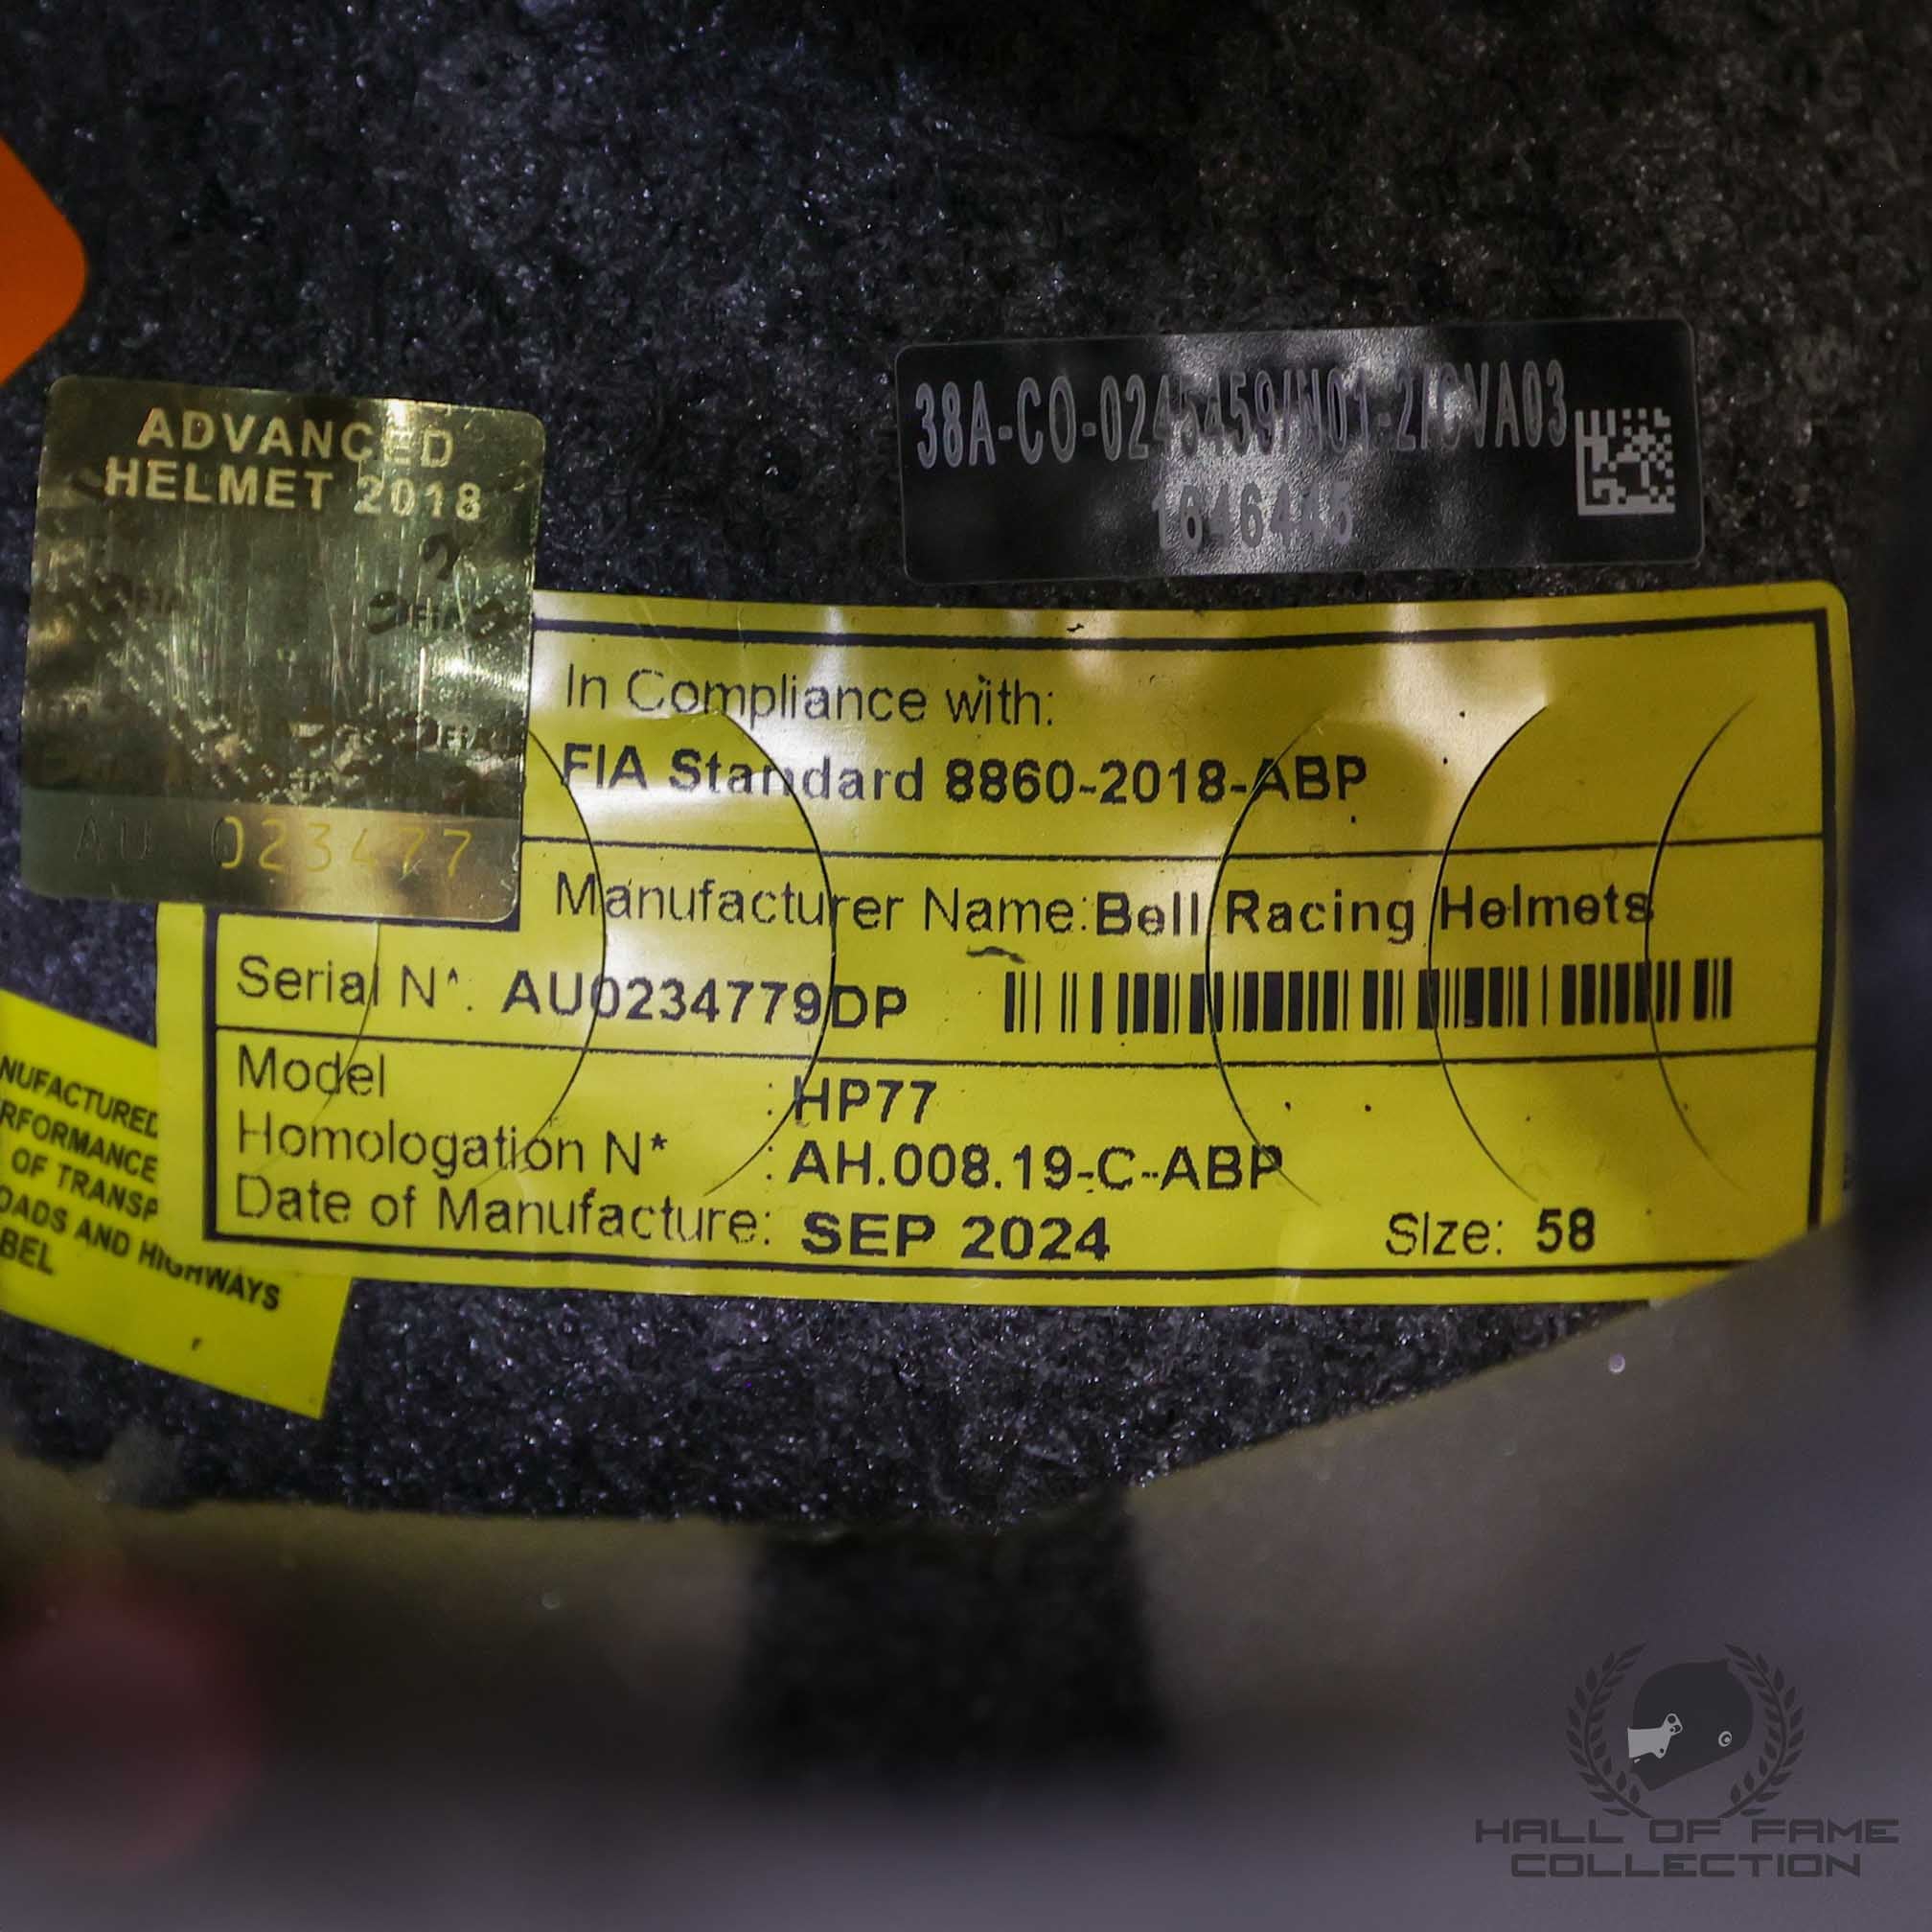 ADVANCED
HELMET 2018
AU 023477
38A-CO-0245459/N01-2/CVA03
1646445
In Compliance with:
FIA Standard 8860-2018-ABP
Manufacturer Name:Bell Racing Helmets
Serial N*: AU0234779DP
Model : HP77
Homologation N* : AH.008.19-C-ABP
Date of Manufacture: SEP 2024 Size: 58
NUFACTURED
RFORMANCE
OF TRANSP
OADS AND HIGHWAYS
BEL
HALL OF FAME
COLLECTION